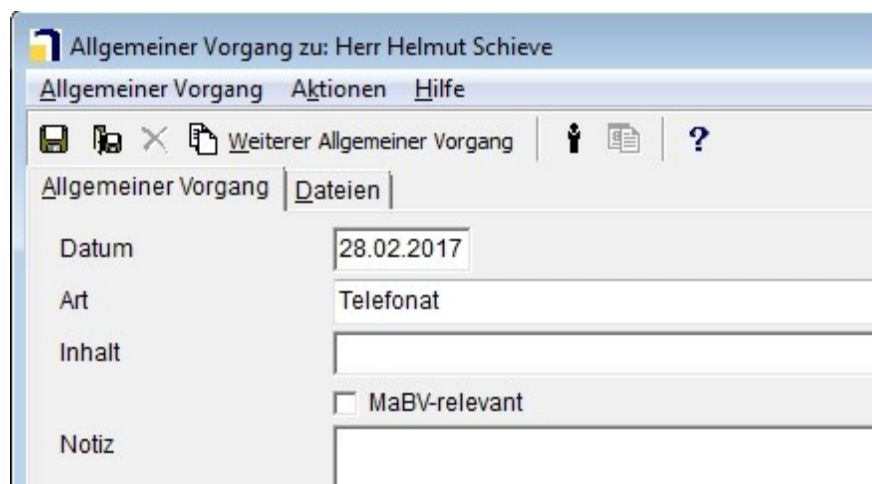 Allgemeiner Vorgang zu: Herr Helmut Schieve
Allgemeiner Vorgang Aktionen Hilfe
Weiterer Allgemeiner Vorgang ?
Allgemeiner Vorgang Dateien
Datum 28.02.2017
Art Telefonat
Inhalt
MaBV-relevant
Notiz